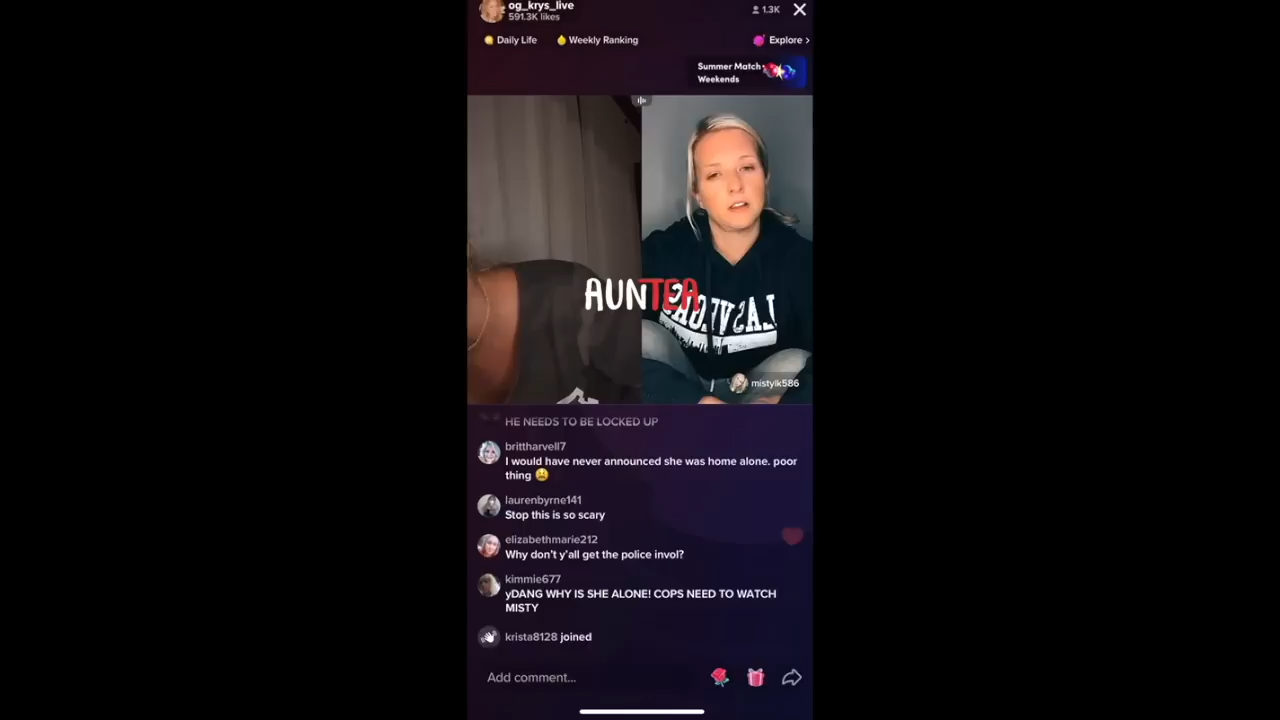 og_krys_live
591.3K likes
1.3K
Daily Life
Weekly Ranking
Explore >
Summer Match
Weekends
AUNTEA
LAS VEGAS
mistylk586
HE NEEDS TO BE LOCKED UP
brittharvell7
I would have never announced she was home alone. poor
thing
laurenbyrne141
Stop this is so scary
elizabethmarie212
Why don't y'all get the police invol?
kimmie677
yDANG WHY IS SHE ALONE! COPS NEED TO WATCH
MISTY
krista8128 joined
Add comment...